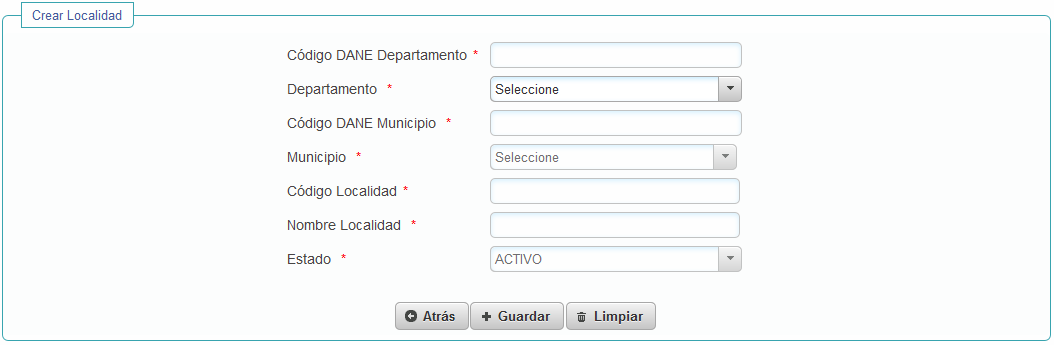 Crear Localidad
Código DANE Departamento *
Departamento * Seleccione
Código DANE Municipio *
Municipio * Seleccione
Código Localidad *
Nombre Localidad *
Estado * ACTIVO
Atrás Guardar Limpiar